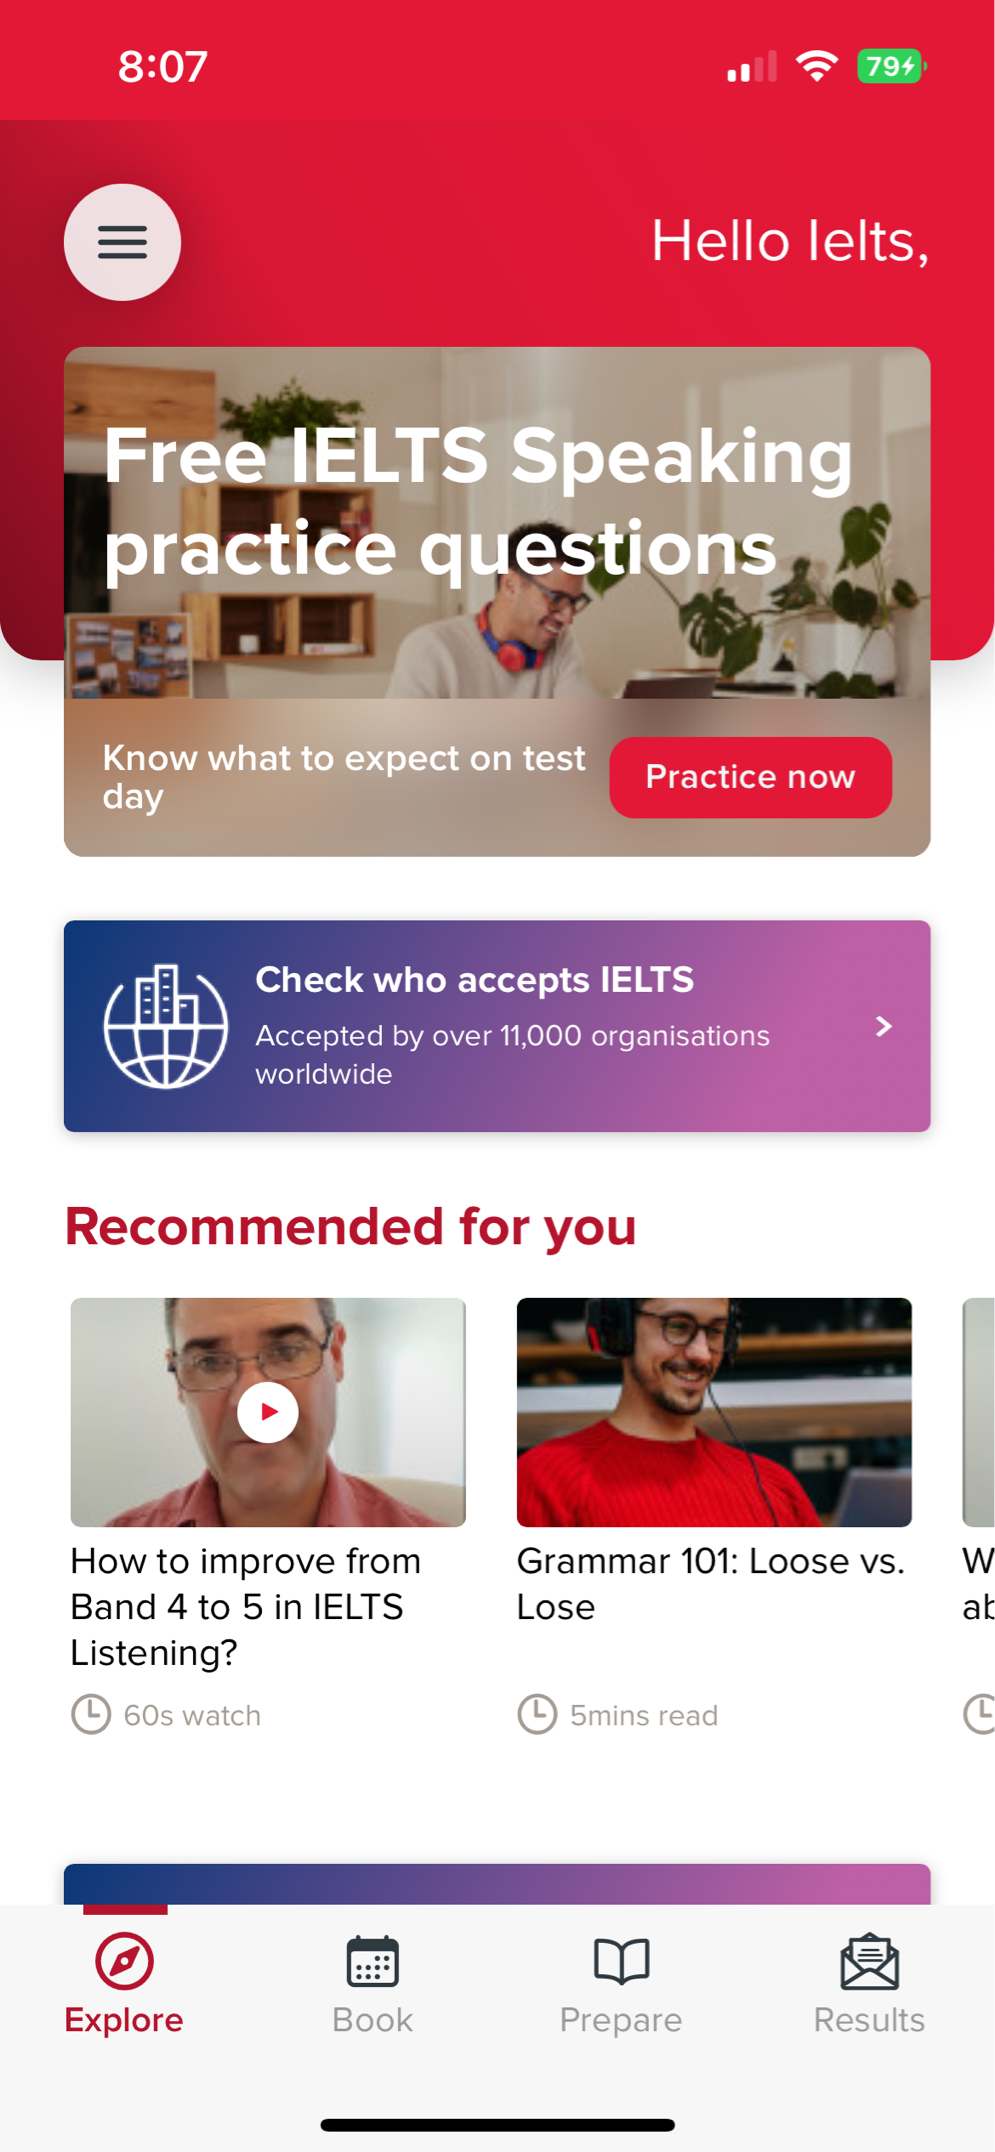 8:07
79
Hello Ielts,
Free IELTS Speaking
practice questions
Know what to expect on test
day
Practice now
Check who accepts IELTS
Accepted by over 11,000 organisations
worldwide
Recommended for you
How to improve from
Band 4 to 5 in IELTS
Listening?
60s watch
Grammar 101: Loose vs.
Lose
5mins read
Explore
Book
Prepare
Results